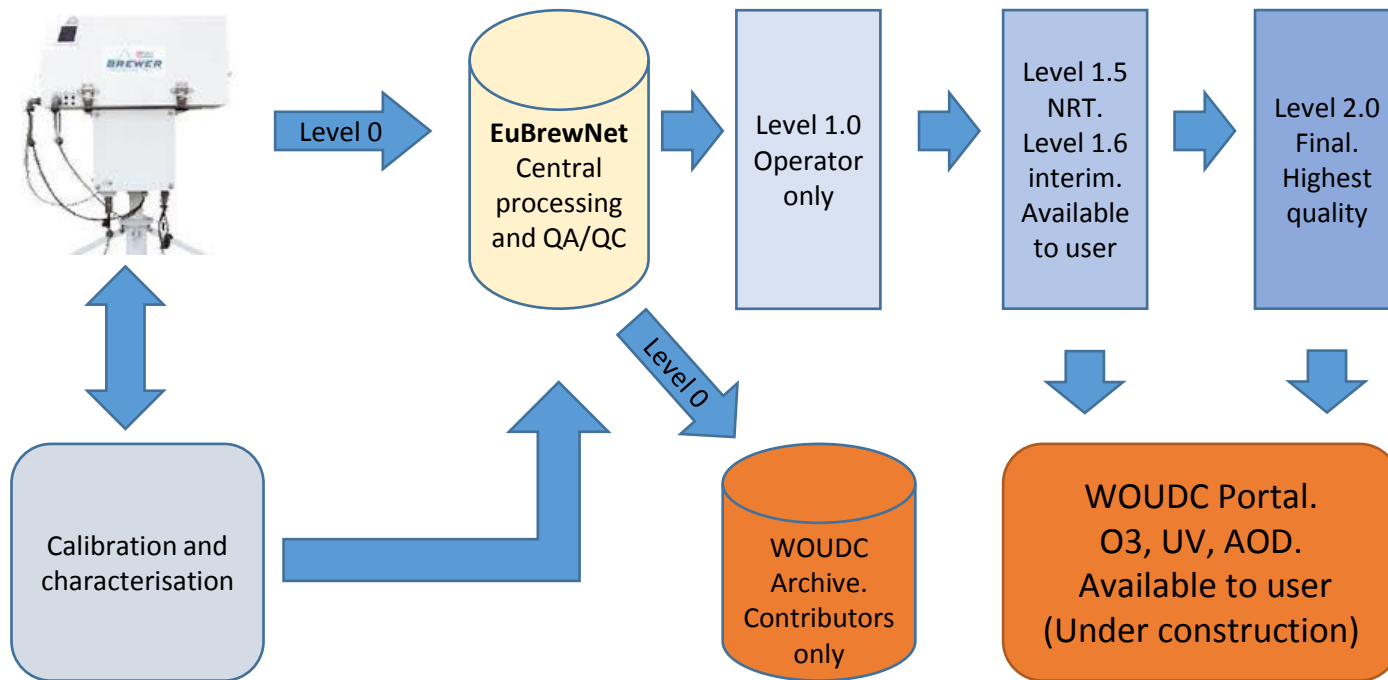 BREWER
Level 0
EuBrewNet
Central
processing
and QA/QC
Level 1.0
Operator
only
Level 1.5
NRT.
Level 1.6
interim.
Available
to user
Level 2.0
Final.
Highest
quality
Level 0
Calibration and
characterisation
WOUDC
Archive.
Contributors
only
WOUDC Portal.
O3, UV, AOD.
Available to user
(Under construction)